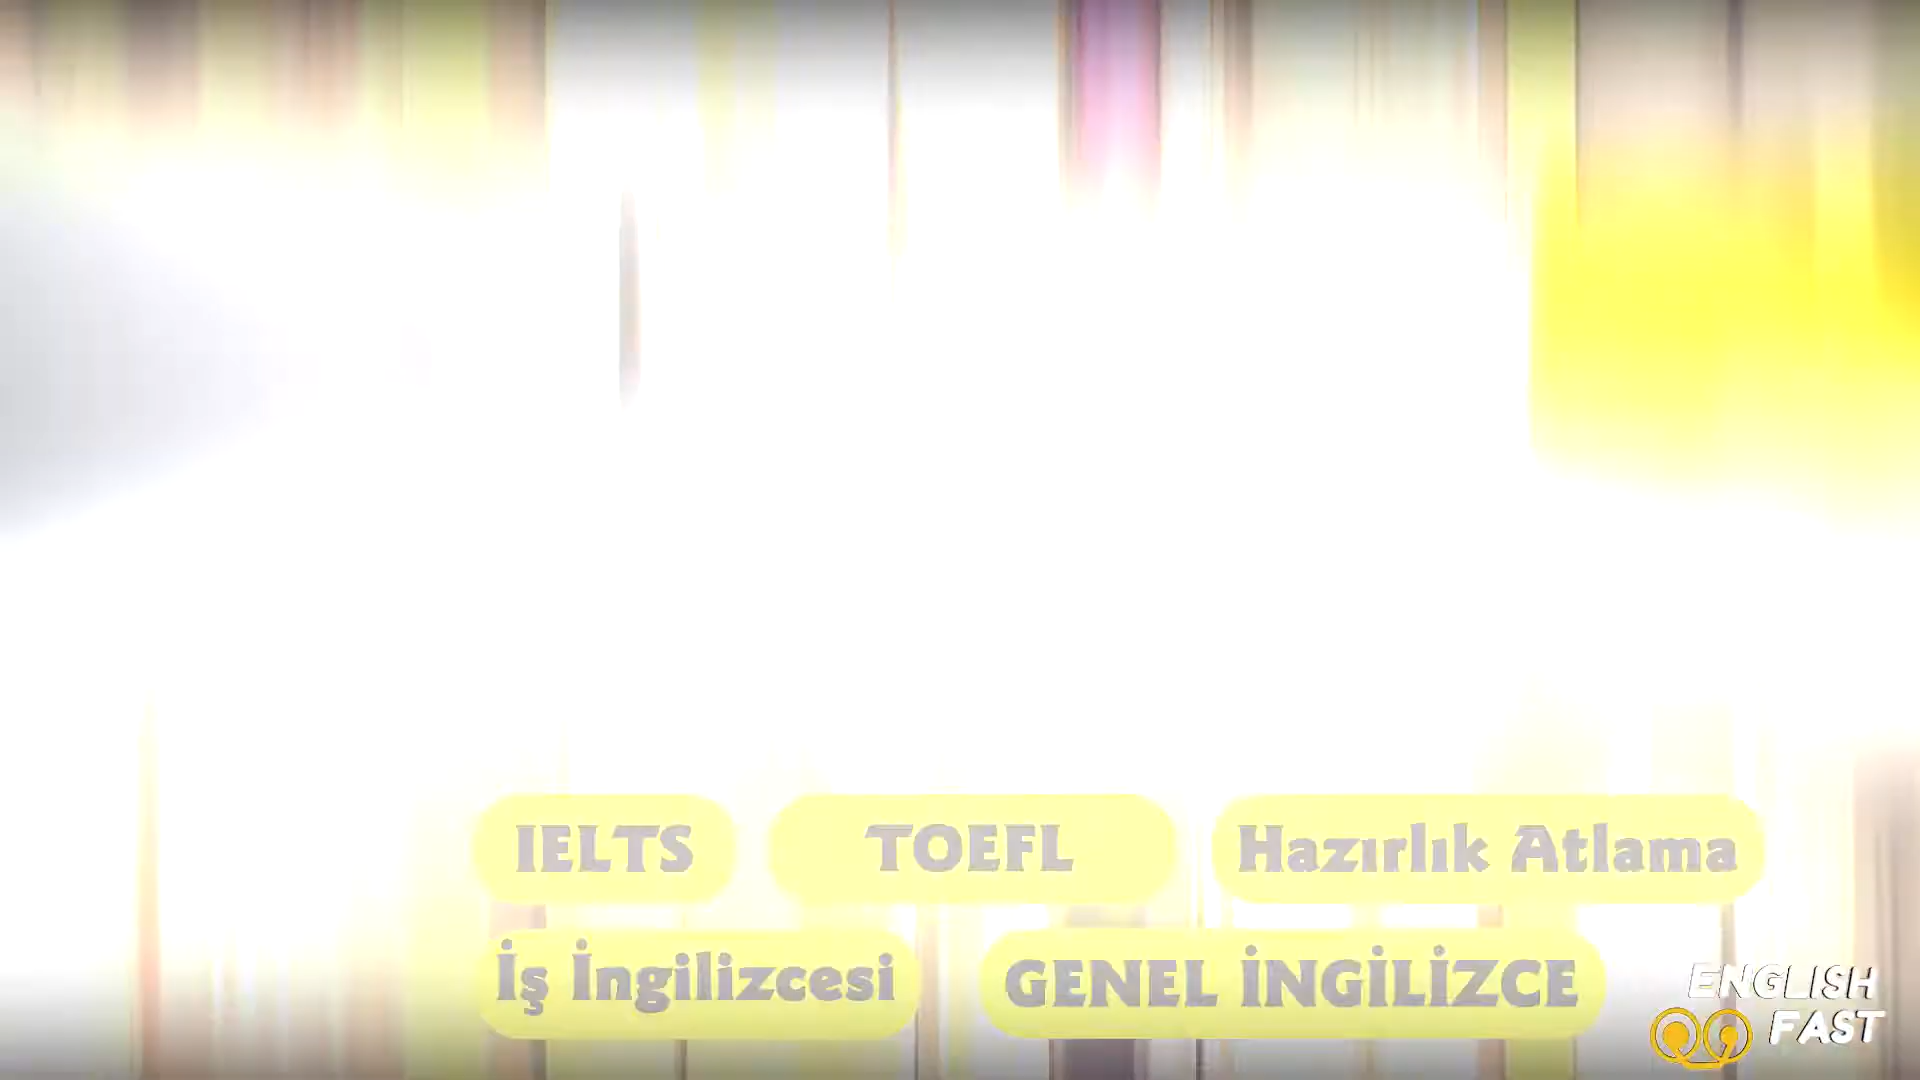 IELTS
TOEFL
Hazırlık Atlama
İş İngilizcesi
GENEL İNGİLİZCE
ENGLISH
FAST